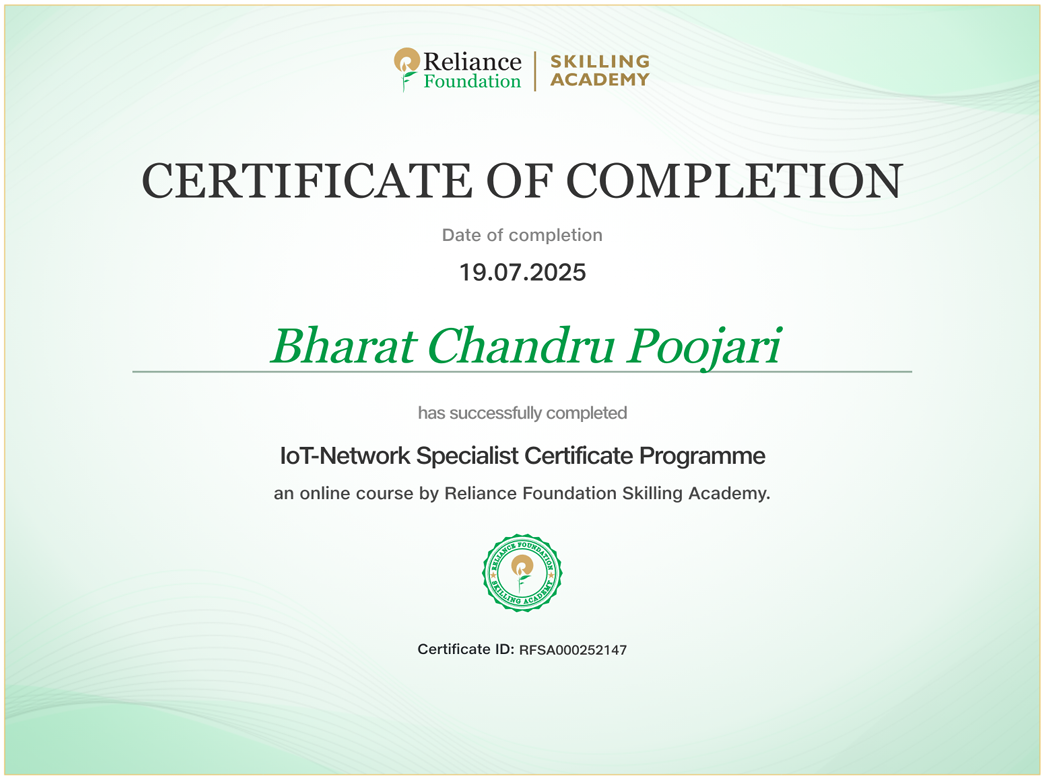 Reliance
Foundation
SKILLING
ACADEMY
CERTIFICATE OF COMPLETION
Date of completion
19.07.2025
Bharat Chandru Poojari
has successfully completed
IoT-Network Specialist Certificate Programme
an online course by Reliance Foundation Skilling Academy.
RELIANCE FOUNDATION
SKILLING ACADEMY
Certificate ID: RFSA000252147